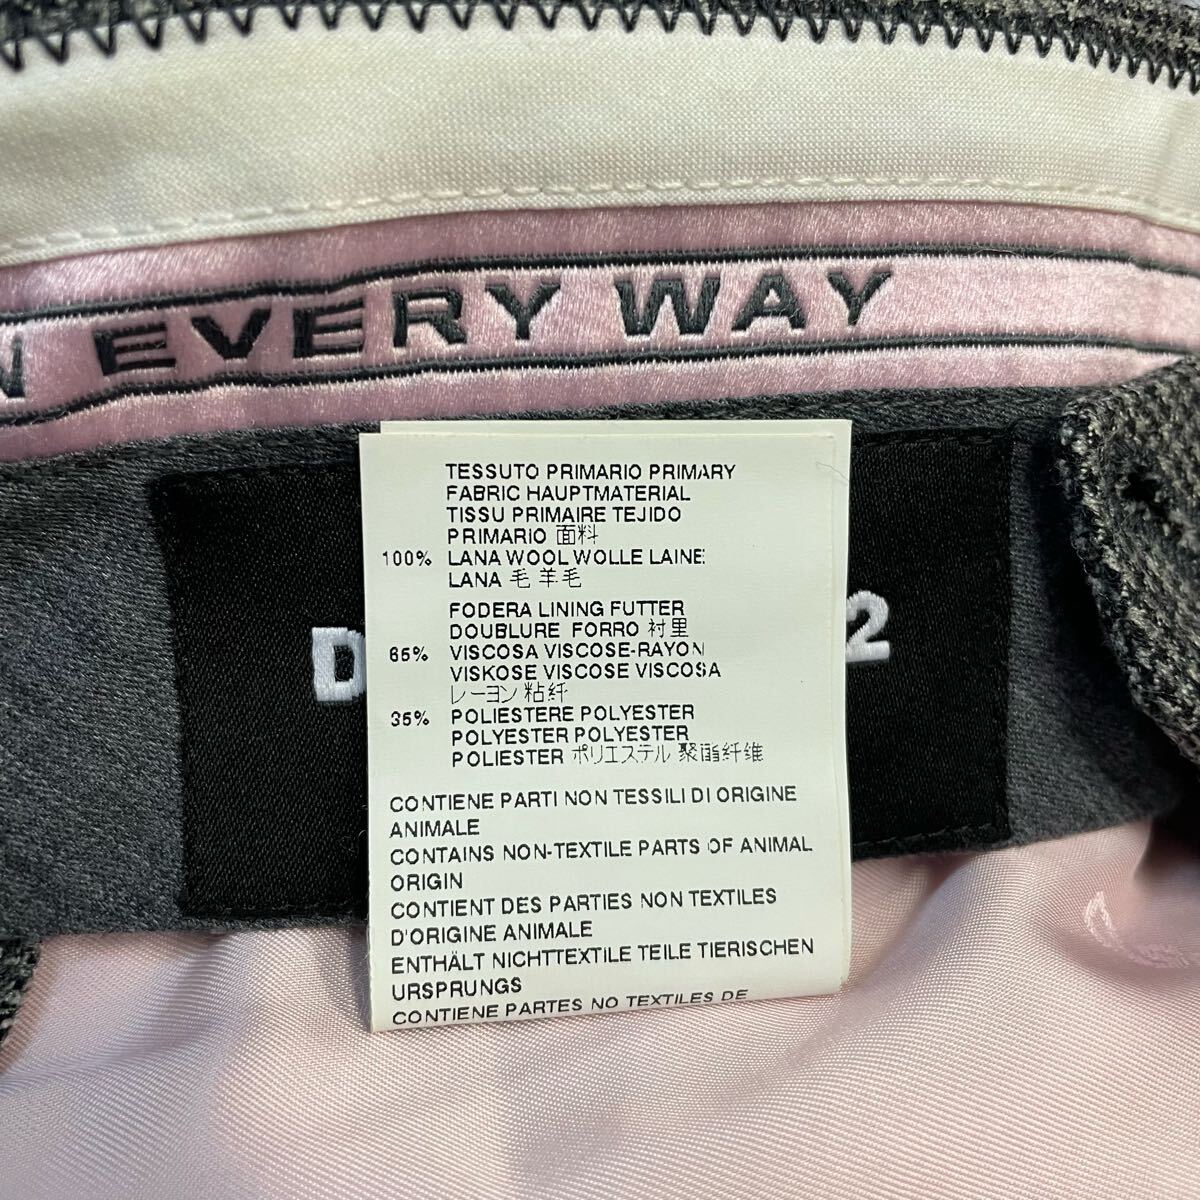 EVERY WAY
D 2
TESSUTO PRIMARIO PRIMARY
FABRIC HAUPTMATERIAL
TISSU PRIMAIRE TEJIDO
PRIMARIO 面料
100% LANA WOOL WOLLE LAINE
LANA 毛 羊毛
FODERA LINING FUTTER
DOUBLURE FORRO 衬里
65% VISCOSA VISCOSE-RAYON
VISKOSE VISCOSE VISCOSA
レーヨン 粘纤
35% POLIESTERE POLYESTER
POLYESTER POLYESTER
POLIESTER ポリエステル 聚酯纤维
CONTIENE PARTI NON TESSILI DI ORIGINE
ANIMALE
CONTAINS NON-TEXTILE PARTS OF ANIMAL
ORIGIN
CONTIENT DES PARTIES NON TEXTILES
D'ORIGINE ANIMALE
ENTHÄLT NICHTTEXTILE TEILE TIERISCHEN
URSPRUNGS
CONTIENE PARTES NO TEXTILES DE